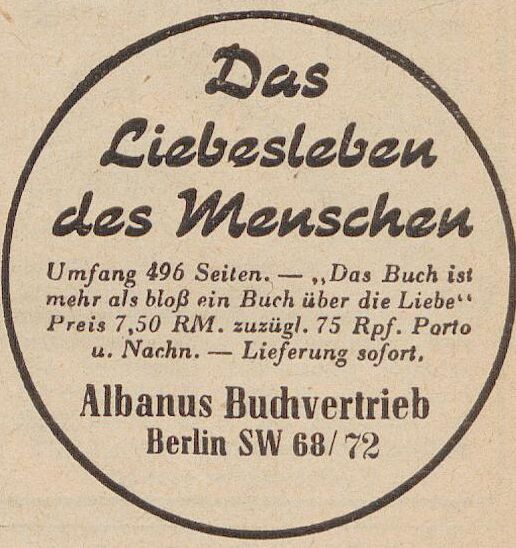 Das
Liebesleben
des Menschen
Umfang 496 Seiten. — „Das Buch ist
mehr als bloß ein Buch über die Liebe“
Preis 7,50 RM. zuzügl. 75 Rpf. Porto
u. Nachn. — Lieferung sofort.
Albanus Buchvertrieb
Berlin SW 68/72